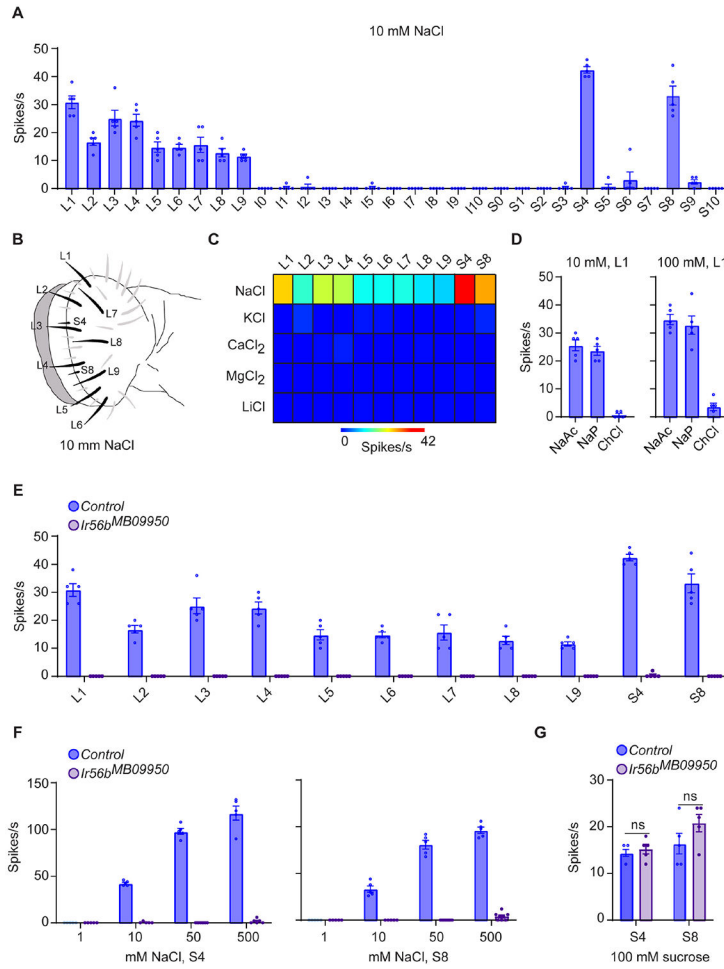 A
10 mM NaCl
Spikes/s
50
40
30
20
10
0
L1 L2 L3 L4 L5 L6 L7 L8 L9 I0 I1 I2 I3 I4 I5 I6 I7 I8 I9 I10 S0 S1 S2 S3 S4 S5 S6 S7 S8 S9 S10
B
L1
L2
L7
S4
L3
L8
L4
S8
L9
L5
L6
10 mm NaCl
C
L1 L2 L3 L4 L5 L6 L7 L8 L9 S4 S8
NaCl
KCl
CaCl2
MgCl2
LiCl
0 42
Spikes/s
D
10 mM, L1 100 mM, L1
Spikes/s
50
40
30
20
10
0
NaAc NaP ChCl NaAc NaP ChCl
E
Control
Ir56bMB09950
Spikes/s
50
40
30
20
10
0
L1 L2 L3 L4 L5 L6 L7 L8 L9 S4 S8
F
Control
Ir56bMB09950
Spikes/s
150
100
50
0
1 10 50 500 1 10 50 500
mM NaCl, S4 mM NaCl, S8
G
Control
Ir56bMB09950
Spikes/s
30
20
10
0
ns ns
S4 S8
100 mM sucrose